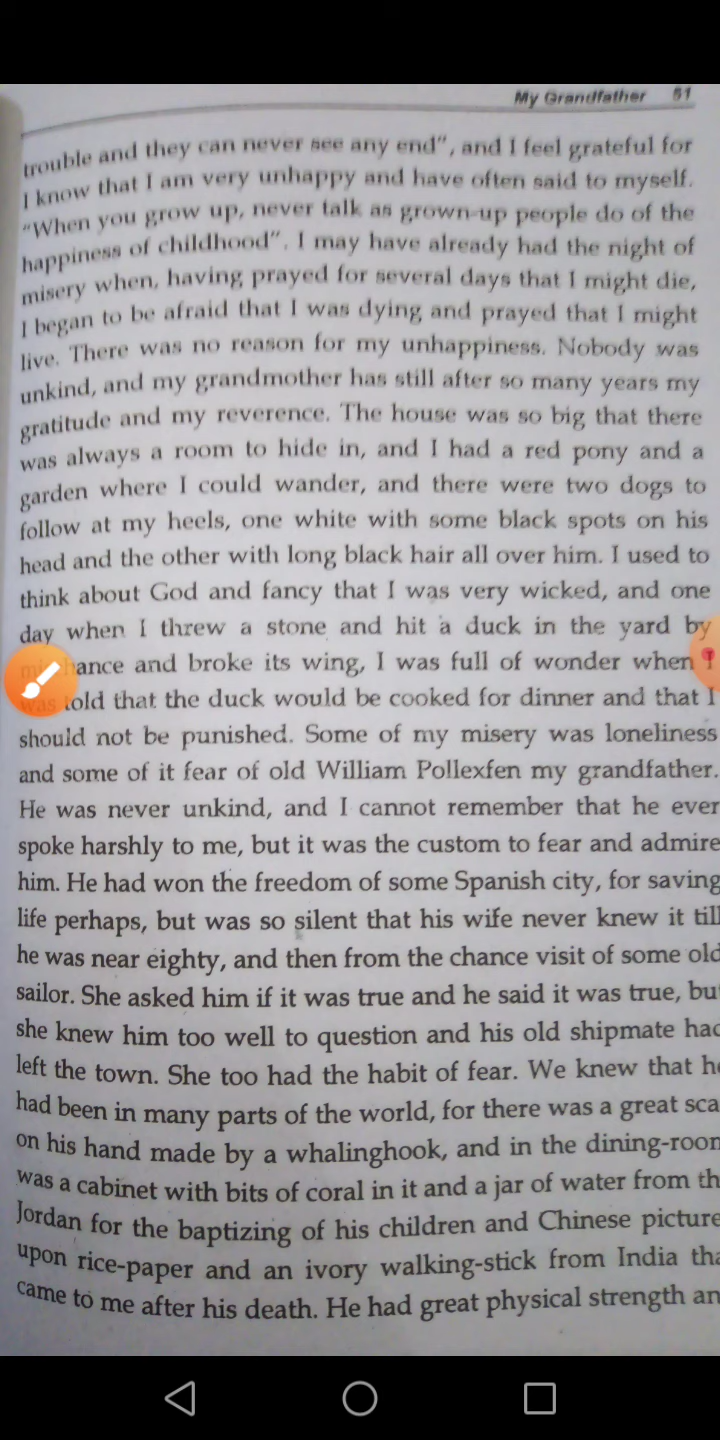 My Grandfather 51
trouble and they can never see any end", and I feel grateful for
I know that I am very unhappy and have often said to myself.
"When you grow up, never talk as grown-up people do of the
happiness of childhood". I may have already had the night of
misery when, having prayed for several days that I might die,
I began to be afraid that I was dying and prayed that I might
live. There was no reason for my unhappiness. Nobody was
unkind, and my grandmother has still after so many years my
gratitude and my reverence. The house was so big that there
was always a room to hide in, and I had a red pony and a
garden where I could wander, and there were two dogs to
follow at my heels, one white with some black spots on his
head and the other with long black hair all over him. I used to
think about God and fancy that I was very wicked, and one
day when I threw a stone and hit a duck in the yard by
ance and broke its wing, I was full of wonder when I
was told that the duck would be cooked for dinner and that I
should not be punished. Some of my misery was loneliness
and some of it fear of old William Pollexfen my grandfather.
He was never unkind, and I cannot remember that he ever
spoke harshly to me, but it was the custom to fear and admire
him. He had won the freedom of some Spanish city, for saving
life perhaps, but was so silent that his wife never knew it till
he was near eighty, and then from the chance visit of some old
sailor. She asked him if it was true and he said it was true, bu
she knew him too well to question and his old shipmate had
left the town. She too had the habit of fear. We knew that he
had been in many parts of the world, for there was a great sca
on his hand made by a whalinghook, and in the dining-room
was a cabinet with bits of coral in it and a jar of water from th
Jordan for the baptizing of his children and Chinese picture
upon rice-paper and an ivory walking-stick from India tha
came to me after his death. He had great physical strength an